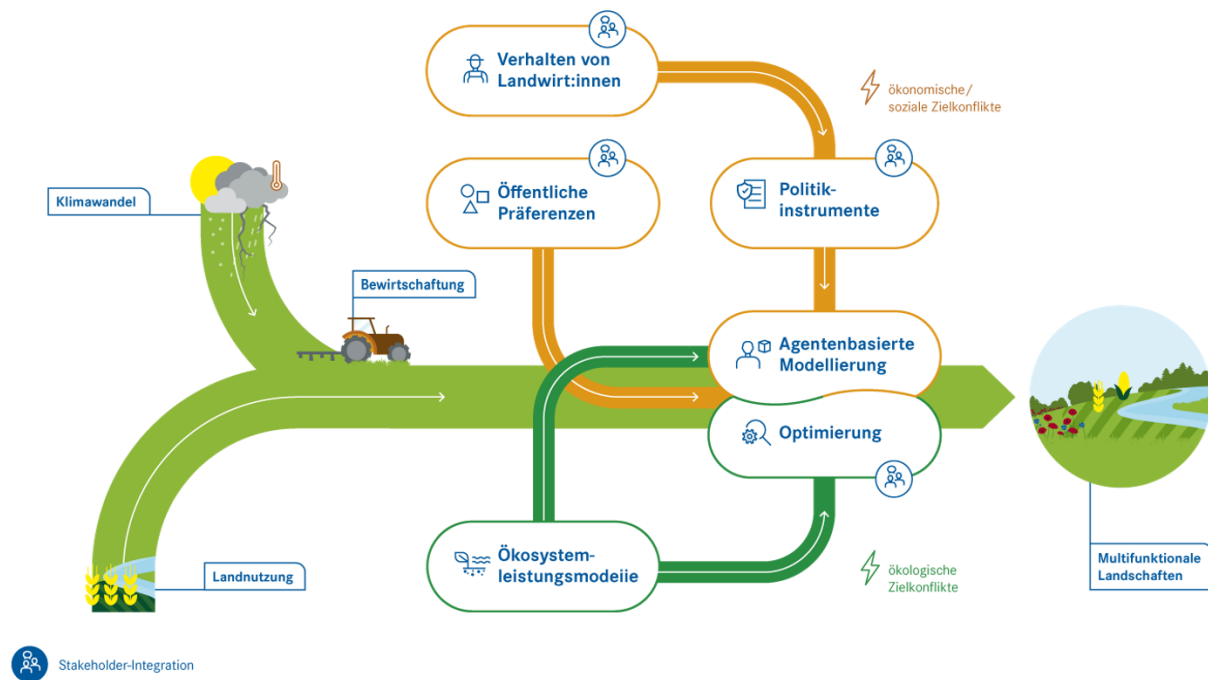 Verhalten von
Landwirt:innen
ökonomische/
soziale Zielkonflikte
Klimawandel
Öffentliche
Präferenzen
Politik-
instrumente
Bewirtschaftung
Agentenbasierte
Modellierung
Optimierung
Ökosystem-
leistungsmodelle
ökologische
Zielkonflikte
Landnutzung
Multifunktionale
Landschaften
Stakeholder-Integration